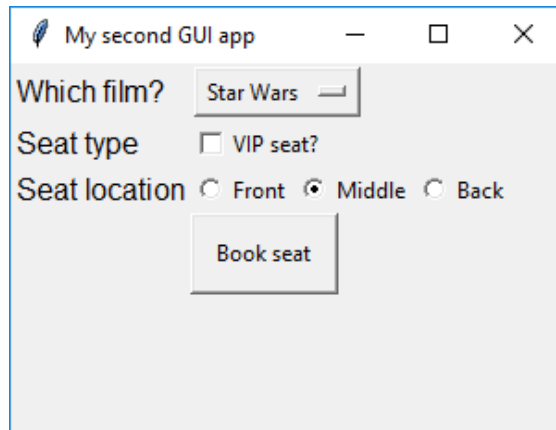 My second GUI app
Which film? Star Wars
Seat type VIP seat?
Seat location Front Middle Back
Book seat